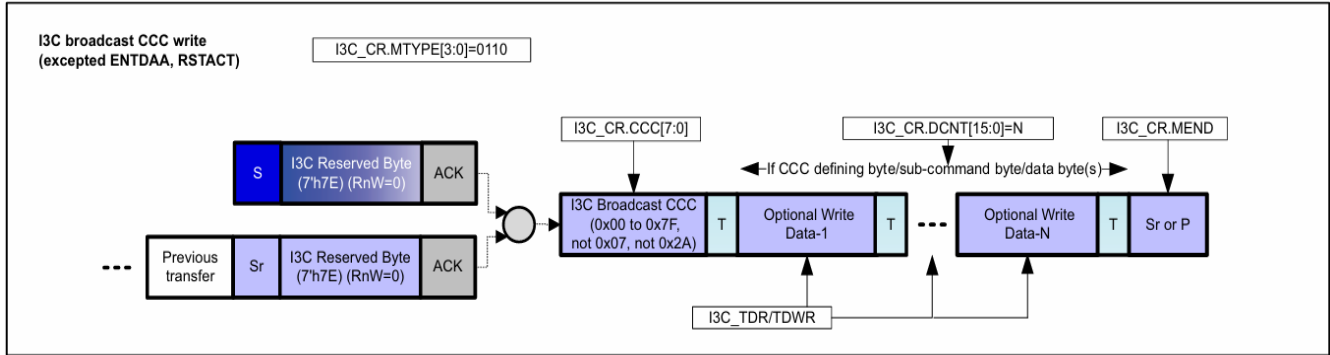 I3C broadcast CCC write
(excepted ENTDAA, RSTACT)
I3C_CR.MTYPE[3:0]=0110
I3C_CR.CCC[7:0]
I3C_CR.DCNT[15:0]=N
I3C_CR.MEND
If CCC defining byte/sub-command byte/data byte(s)
S
I3C Reserved Byte
(7'h7E) (RnW=0)
ACK
I3C Broadcast CCC
(0x00 to 0x7F,
not 0x07, not 0x2A)
T
Optional Write
Data-1
T
Optional Write
Data-N
T
Sr or P
Previous
transfer
Sr
I3C Reserved Byte
(7'h7E) (RnW=0)
ACK
I3C_TDR/TDWR